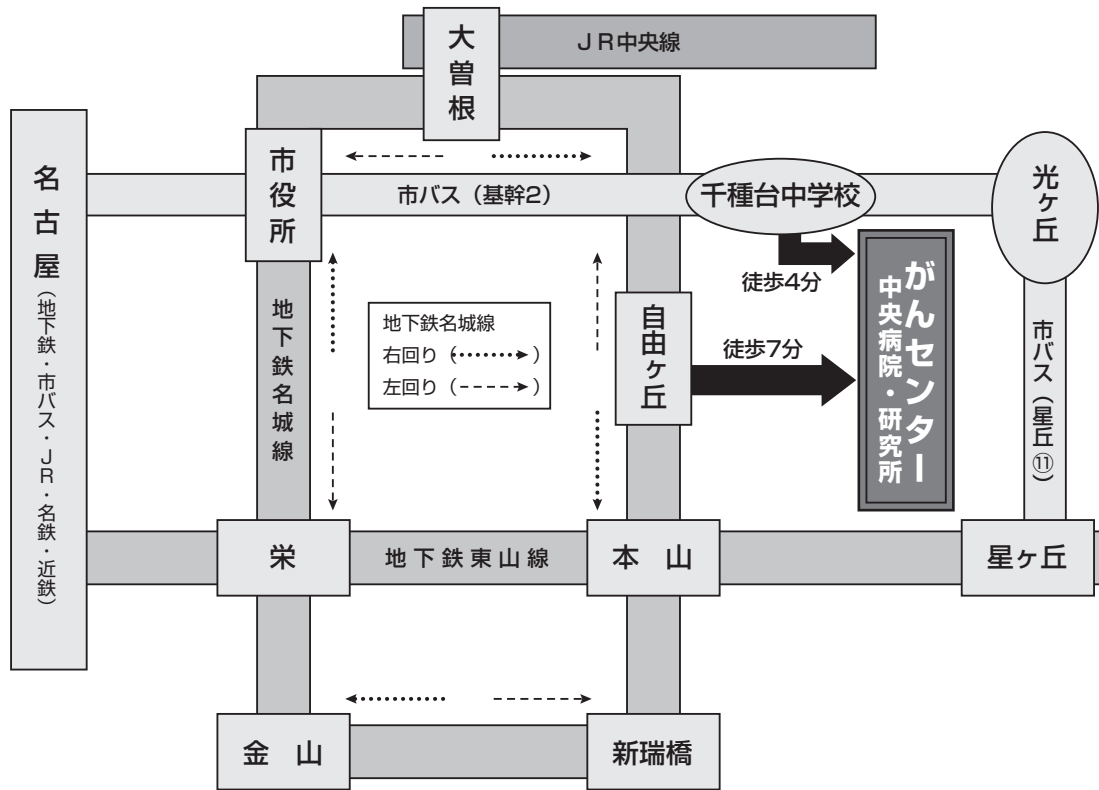 大曽根
JR中央線
名古屋(地下鉄・市バス・JR・名鉄・近鉄)
市役所
市バス(基幹2)
千種台中学校
光ヶ丘
徒歩4分
地下鉄名城線
地下鉄名城線
右回り( )
左回り( )
自由ヶ丘
徒歩7分
がんセンター
中央病院・研究所
市バス(星丘⑪)
栄
地下鉄東山線
本山
星ヶ丘
金山
新瑞橋